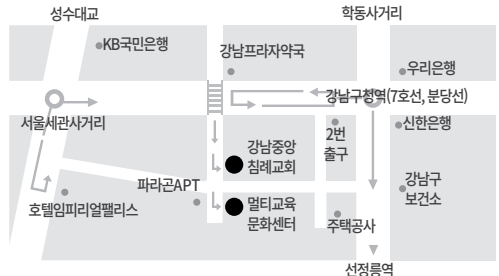 성수대교
학동사거리
KB국민은행
강남프라자약국
우리은행
강남구청역(7호선, 분당선)
서울세관사거리
2번
출구
신한은행
강남중앙
침례교회
파라곤APT
강남구
보건소
호텔임피리얼팰리스
멀티교육
문화센터
주택공사
선정릉역